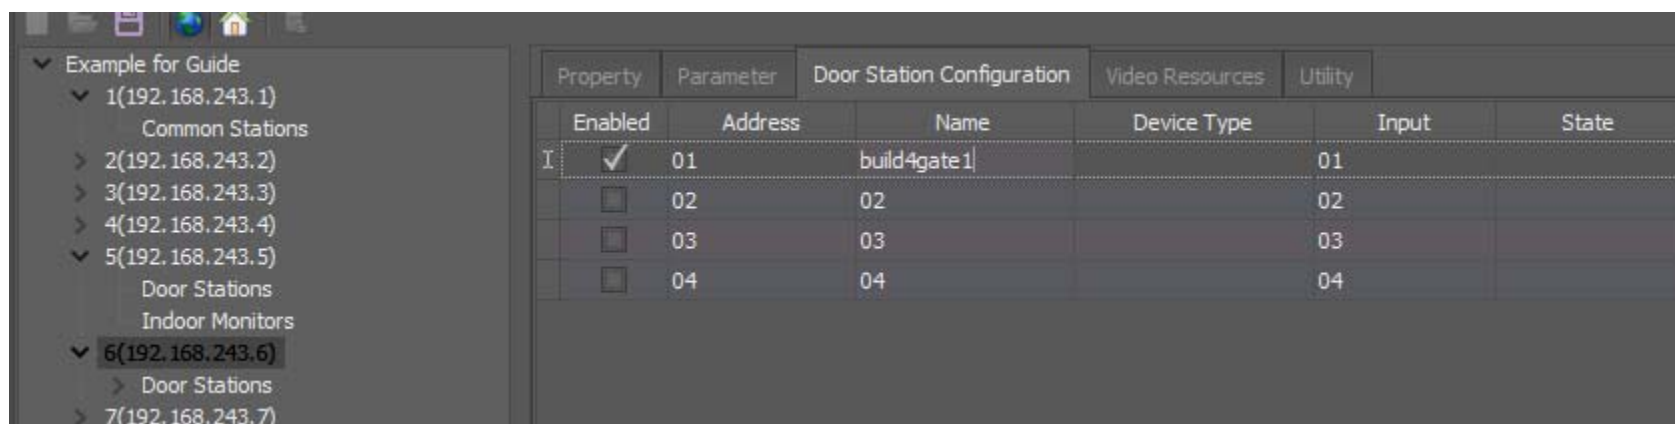 Example for Guide
1(192.168.243.1)
Common Stations
2(192.168.243.2)
3(192.168.243.3)
4(192.168.243.4)
5(192.168.243.5)
Door Stations
Indoor Monitors
6(192.168.243.6)
Door Stations
7(192.168.243.7)
Property Parameter Door Station Configuration Video Resources Utility
Enabled Address Name Device Type Input State
01 build4gate1 01
02 02 02
03 03 03
04 04 04